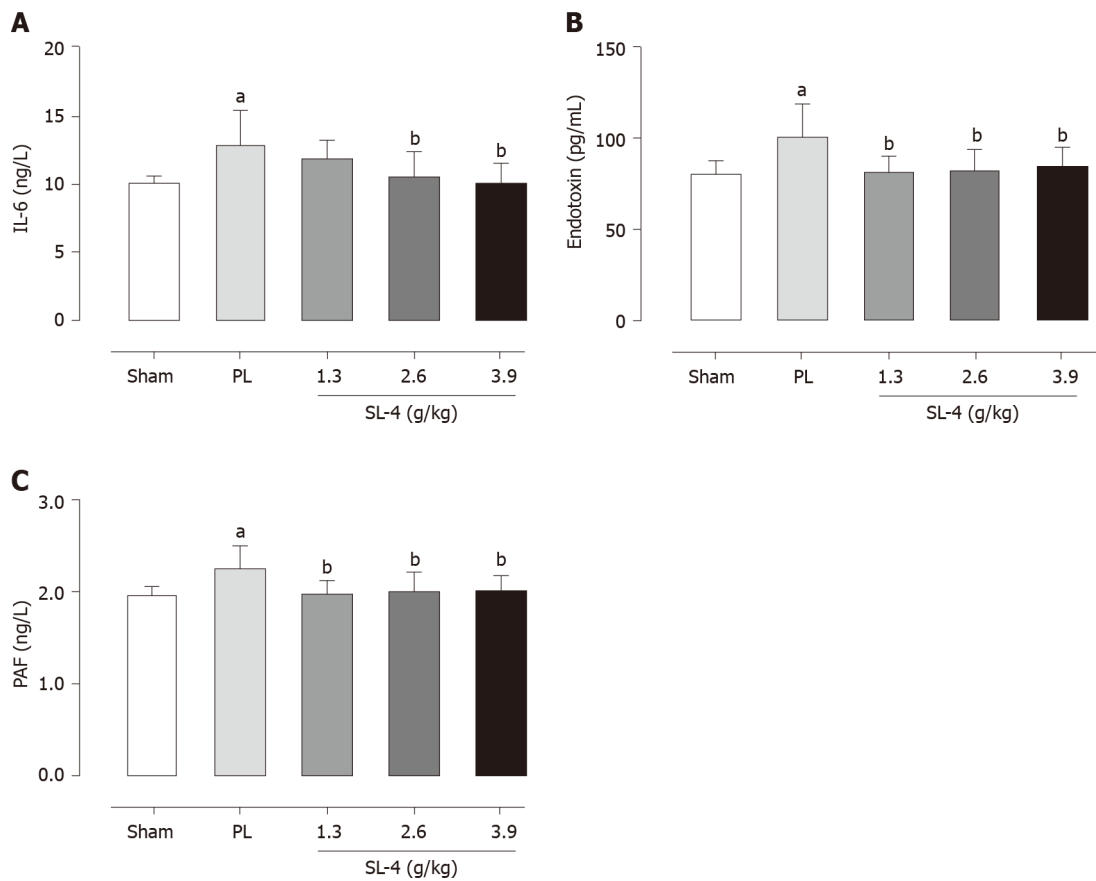 A
IL-6 (ng/L)
20
15
10
5
0
a
b
b
Sham PL 1.3 2.6 3.9
SL-4 (g/kg)
B
Endotoxin (pg/mL)
150
100
50
0
a
b
b
b
Sham PL 1.3 2.6 3.9
SL-4 (g/kg)
C
PAF (ng/L)
3.0
2.0
1.0
0.0
a
b
b
b
Sham PL 1.3 2.6 3.9
SL-4 (g/kg)